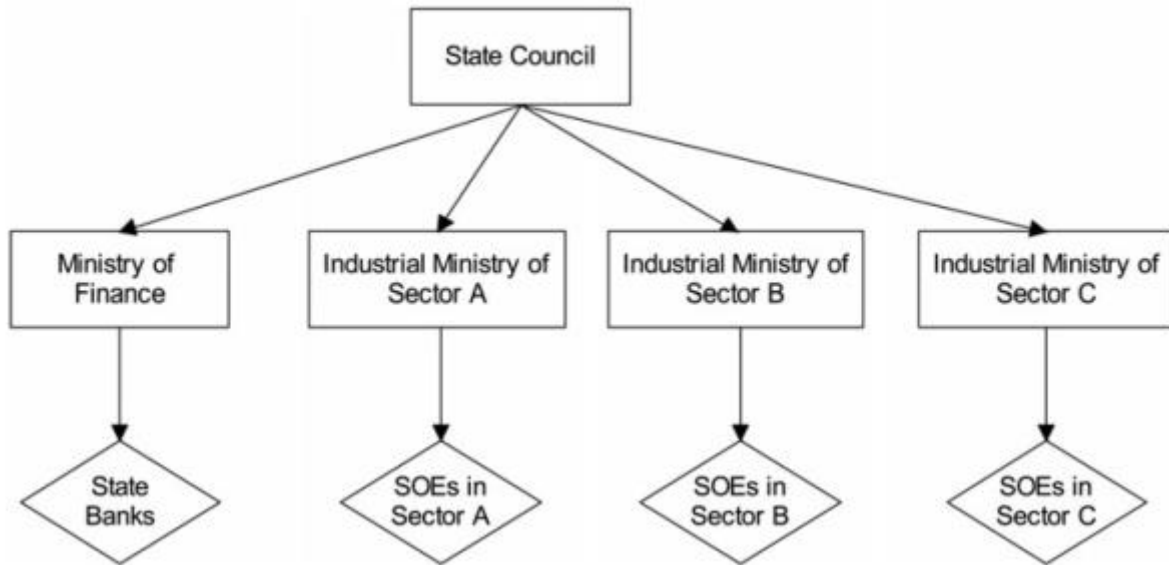 State Council
Ministry of
Finance
Industrial Ministry of
Sector A
Industrial Ministry of
Sector B
Industrial Ministry of
Sector C
State
Banks
SOEs in
Sector A
SOEs in
Sector B
SOEs in
Sector C